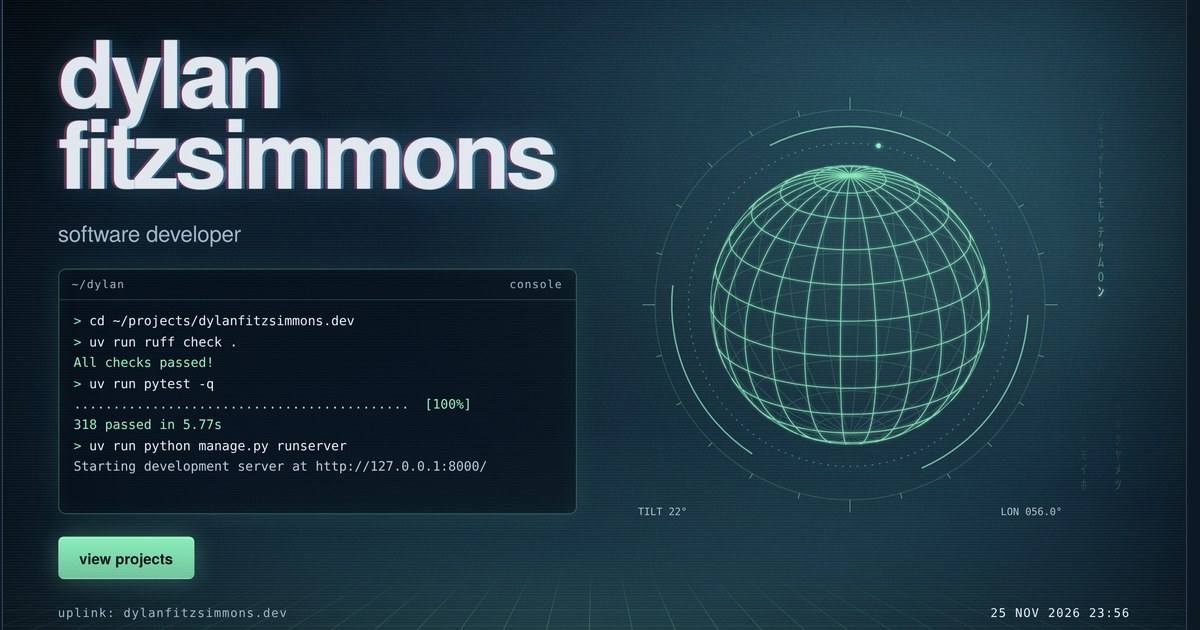 dylan
fitzsimmons
software developer
~/dylan console
> cd ~/projects/dylanfitzsimmons.dev
> uv run ruff check .
All checks passed!
> uv run pytest -q
........................................... [100%]
318 passed in 5.77s
> uv run python manage.py runserver
Starting development server at http://127.0.0.1:8000/
TILT 22° LON 056.0°
view projects
uplink: dylanfitzsimmons.dev 25 NOV 2026 23:56